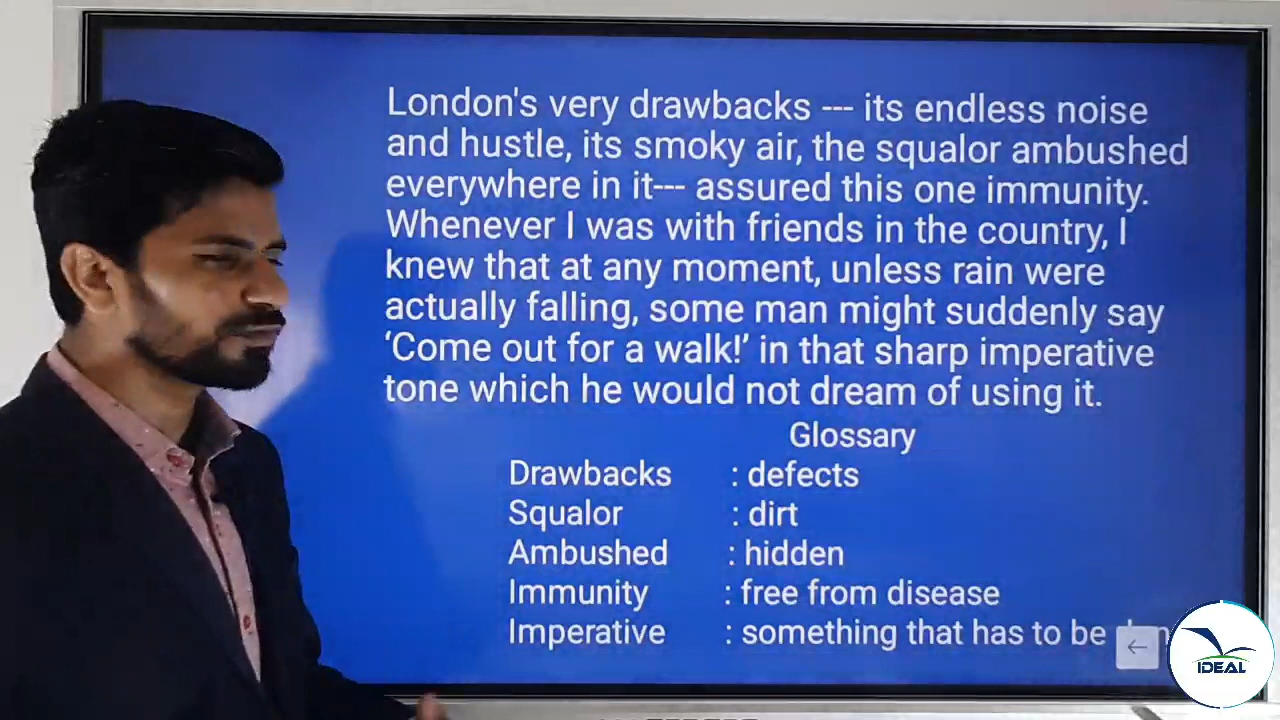 London's very drawbacks --- its endless noise
and hustle, its smoky air, the squalor ambushed
everywhere in it--- assured this one immunity.
Whenever I was with friends in the country, I
knew that at any moment, unless rain were
actually falling, some man might suddenly say
‘Come out for a walk!’ in that sharp imperative
tone which he would not dream of using it.
Glossary
Drawbacks : defects
Squalor : dirt
Ambushed : hidden
Immunity : free from disease
Imperative : something that has to be
IDEAL